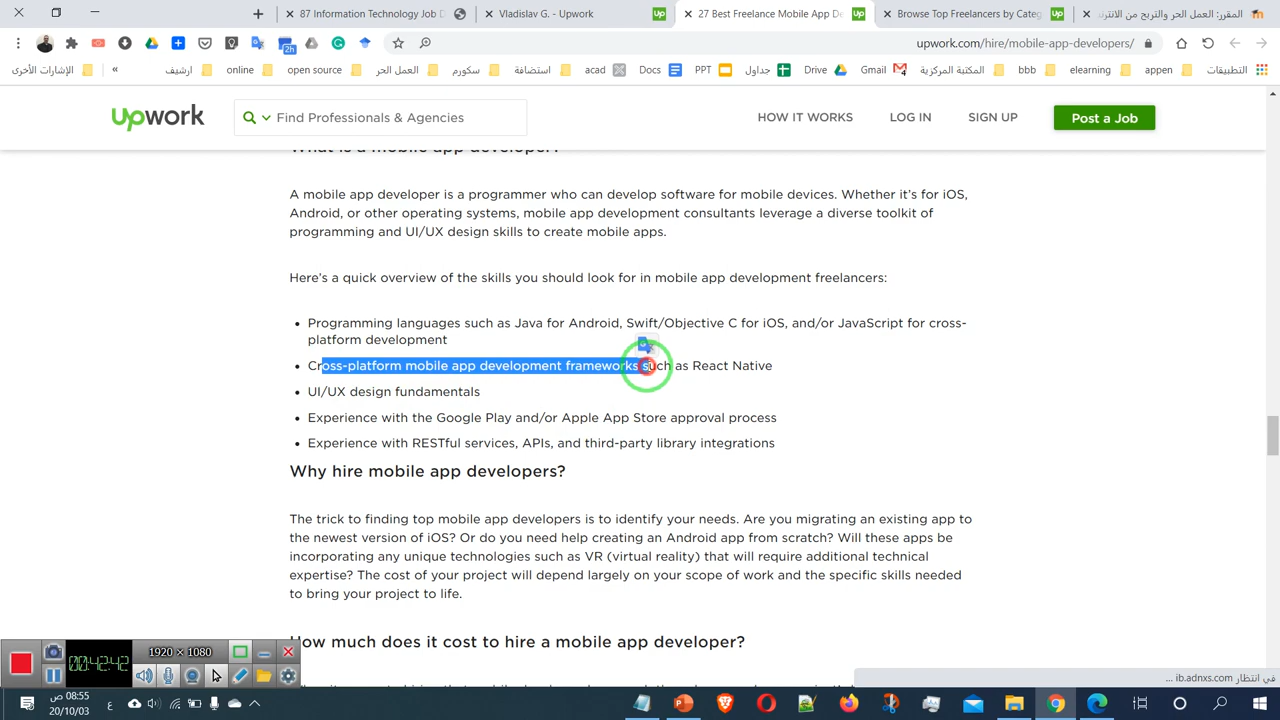 87 Information Technology Job D
Vladislav G. - Upwork
27 Best Freelance Mobile App De
Browse Top Freelancers by Categ
المقرر: العمل الحر والتربح من الانترنـ
upwork.com/hire/mobile-app-developers/
2h
التطبيقات
appen
elearning
bbb
المكتبة المركزية
Gmail
Drive
جداول
PPT
Docs
acad
استضافة
سكورم
العمل الحر
open source
online
ارشيف
»
الإشارات الأخرى
upwork
Find Professionals & Agencies
HOW IT WORKS
LOG IN
SIGN UP
Post a Job
What is a mobile app developer?
A mobile app developer is a programmer who can develop software for mobile devices. Whether it's for iOS,
Android, or other operating systems, mobile app development consultants leverage a diverse toolkit of
programming and UI/UX design skills to create mobile apps.
Here's a quick overview of the skills you should look for in mobile app development freelancers:
• Programming languages such as Java for Android, Swift/Objective C for iOS, and/or JavaScript for cross-
platform development
• Cross-platform mobile app development frameworks such as React Native
• UI/UX design fundamentals
• Experience with the Google Play and/or Apple App Store approval process
• Experience with RESTful services, APIs, and third-party library integrations
Why hire mobile app developers?
The trick to finding top mobile app developers is to identify your needs. Are you migrating an existing app to
the newest version of iOS? Or do you need help creating an Android app from scratch? Will these apps be
incorporating any unique technologies such as VR (virtual reality) that will require additional technical
expertise? The cost of your project will depend largely on your scope of work and the specific skills needed
to bring your project to life.
How much does it cost to hire a mobile app developer?
1920 × 1080
00:42:42
في انتظار ib.adnxs.com ...
08:55 ص
20/10/03
ع